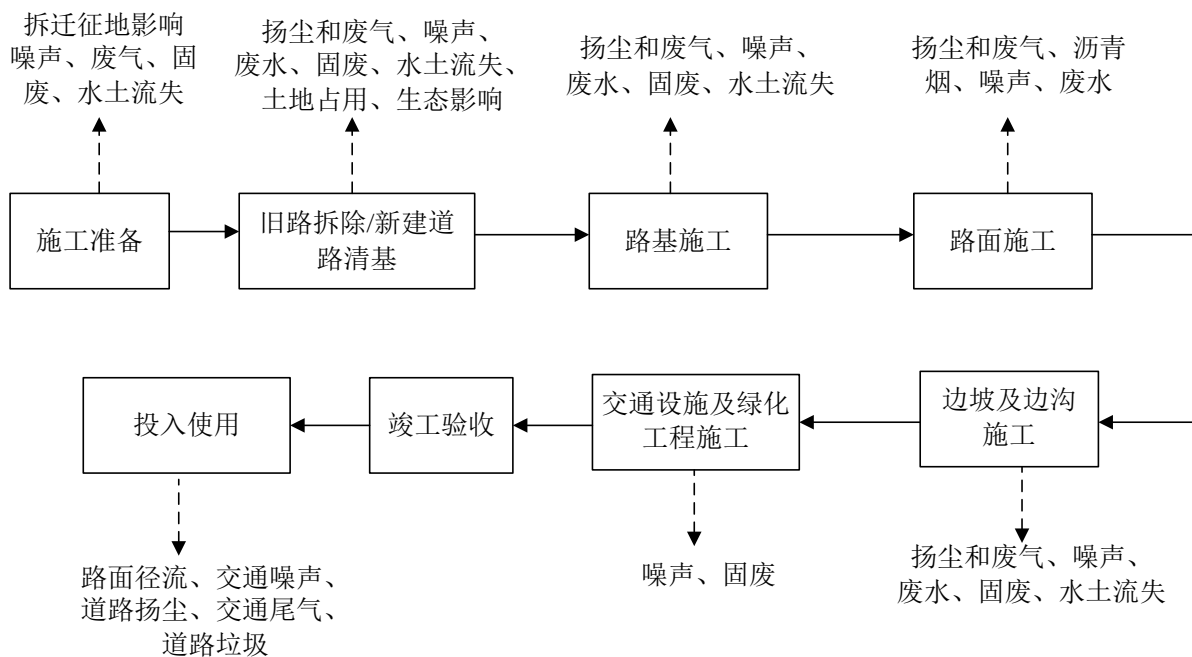 拆迁征地影响
噪声、废气、固
废、水土流失
扬尘和废气、噪声、
废水、固废、水土流失、
土地占用、生态影响
扬尘和废气、噪声、
废水、固废、水土流失
扬尘和废气、沥青
烟、噪声、废水
施工准备
旧路拆除/新建道
路清基
路基施工
路面施工
投入使用
竣工验收
交通设施及绿化
工程施工
边坡及边沟
施工
路面径流、交通噪声、
道路扬尘、交通尾气、
道路垃圾
噪声、固废
扬尘和废气、噪声、
废水、固废、水土流失